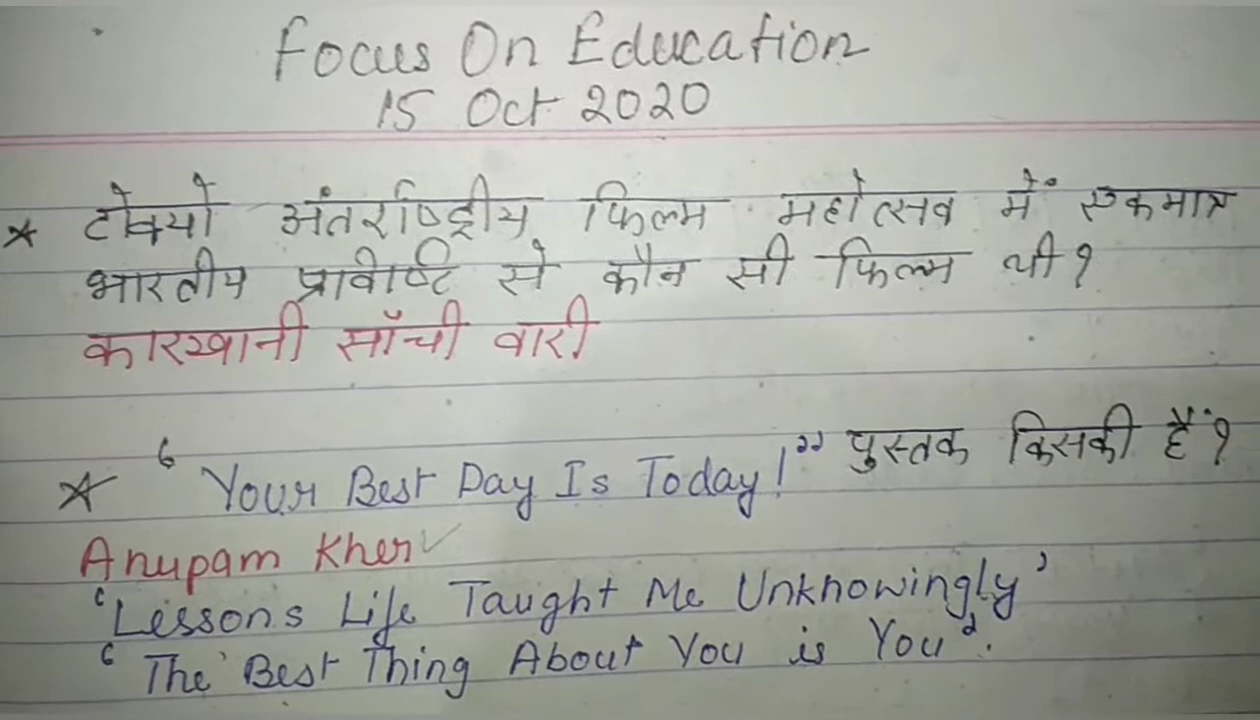 Focus On Education
15 Oct 2020
* टोक्यो अंतर्राष्ट्रीय फिल्म महोत्सव में एकमात्र
भारतीय प्रविष्टि से कौन सी फिल्म थी?
कारखानी साँची वारी
* ‘ Your Best Day Is Today!” पुस्तक किसकी हैं?
Anupam Kher ✓
‘Lessons Life Taught Me Unknowingly’
‘ The Best Thing About You is You’.